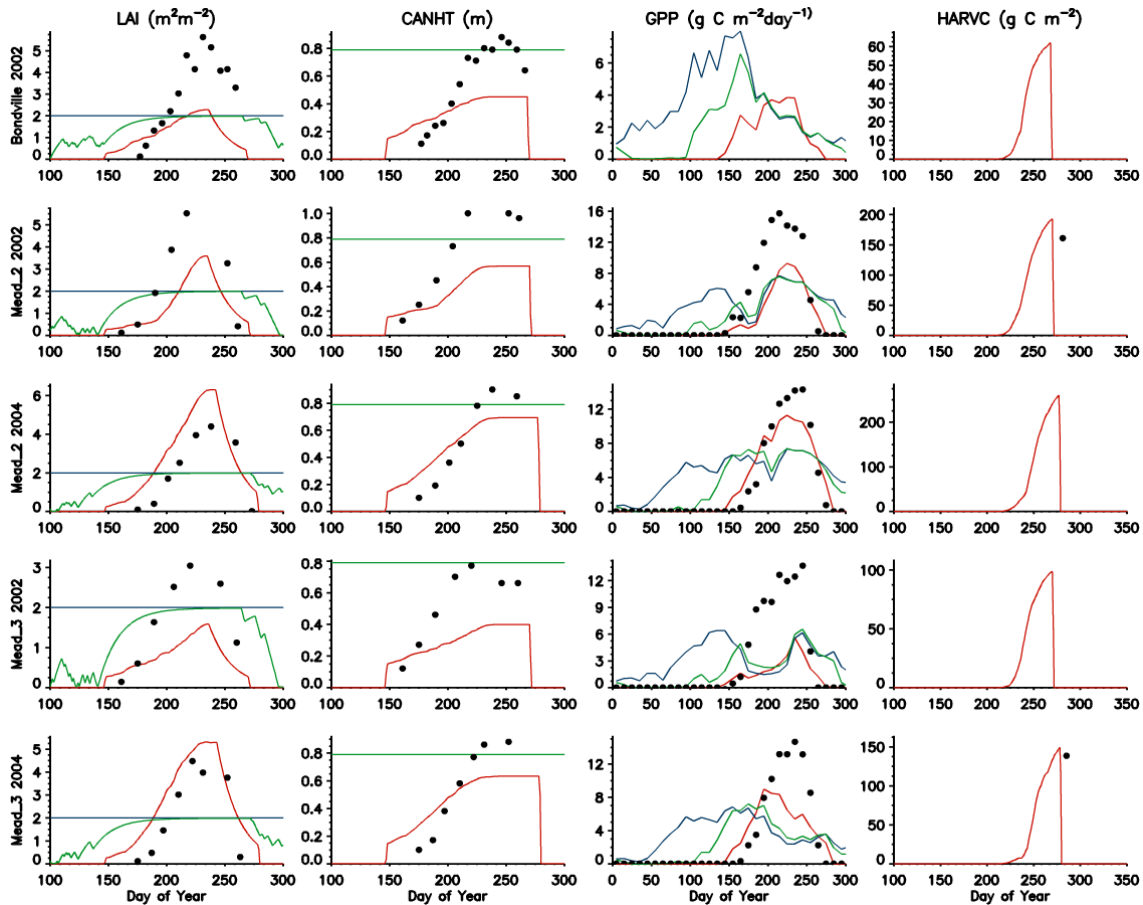 LAI (m²m⁻²) CANHT (m) GPP (g C m⁻²day⁻¹) HARVC (g C m⁻²)
Bondville 2002
5 4 3 2 1 0
0.8 0.6 0.4 0.2 0.0
6 4 2 0
60 50 40 30 20 10 0
100 150 200 250 300 100 150 200 250 300 0 50 100 150 200 250 300 100 150 200 250 300 350
Mead_2 2002
5 4 3 2 1 0
1.0 0.8 0.6 0.4 0.2 0.0
16 12 8 4 0
200 150 100 50 0
100 150 200 250 300 100 150 200 250 300 0 50 100 150 200 250 300 100 150 200 250 300 350
Mead_2 2004
6 4 2 0
0.8 0.6 0.4 0.2 0.0
12 8 4 0
200 100 0
100 150 200 250 300 100 150 200 250 300 0 50 100 150 200 250 300 100 150 200 250 300 350
Mead_3 2002
3 2 1 0
0.8 0.6 0.4 0.2 0.0
12 9 6 3 0
100 50 0
100 150 200 250 300 100 150 200 250 300 0 50 100 150 200 250 300 100 150 200 250 300 350
Mead_3 2004
5 4 3 2 1 0
0.8 0.6 0.4 0.2 0.0
12 8 4 0
150 100 50 0
100 150 200 250 300 100 150 200 250 300 0 50 100 150 200 250 300 100 150 200 250 300 350
Day of Year Day of Year Day of Year Day of Year